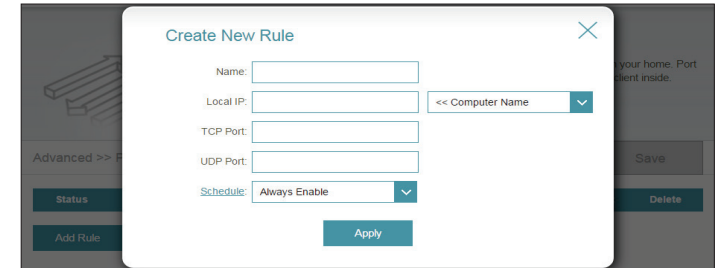 Create New Rule
your home. Port
client inside.
Name:
Local IP:
<< Computer Name
TCP Port:
UDP Port:
Advanced >>
Save
Schedule:
Always Enable
Status
Delete
Add Rule
Apply